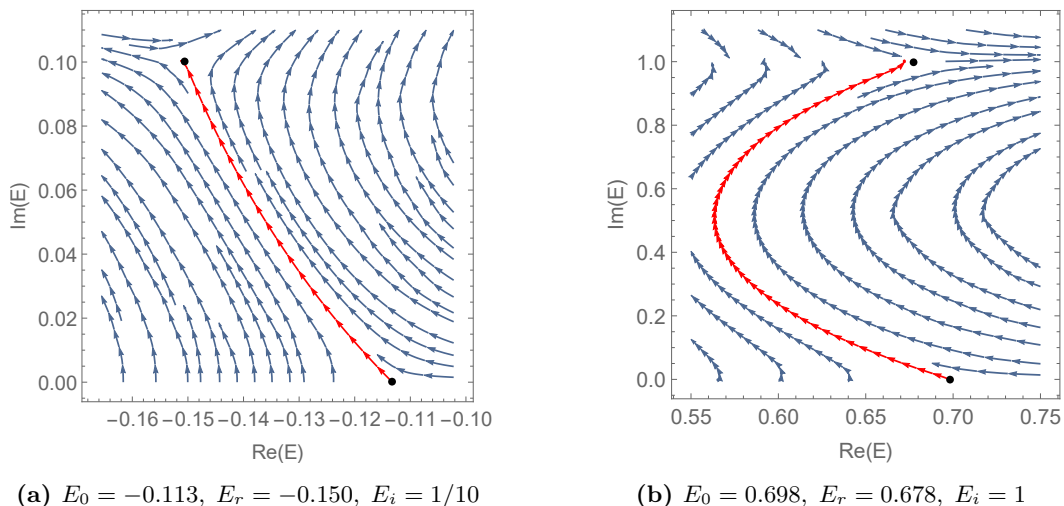 0.10
0.08
0.06
0.04
0.02
0.00
Im(E)
−0.16 −0.15 −0.14 −0.13 −0.12 −0.11 −0.10
Re(E)
(a) E₀ = −0.113, Eᵣ = −0.150, Eᵢ = 1/10
1.0
0.8
0.6
0.4
0.2
0.0
Im(E)
0.55 0.60 0.65 0.70 0.75
Re(E)
(b) E₀ = 0.698, Eᵣ = 0.678, Eᵢ = 1